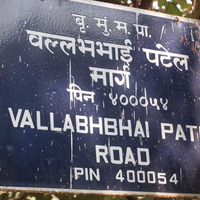 बृ. मुं. म. पा.
वल्लभभाई पटेल
मार्ग
पिन ४०००५४
VALLABHBHAI PAT
ROAD
PIN 400054